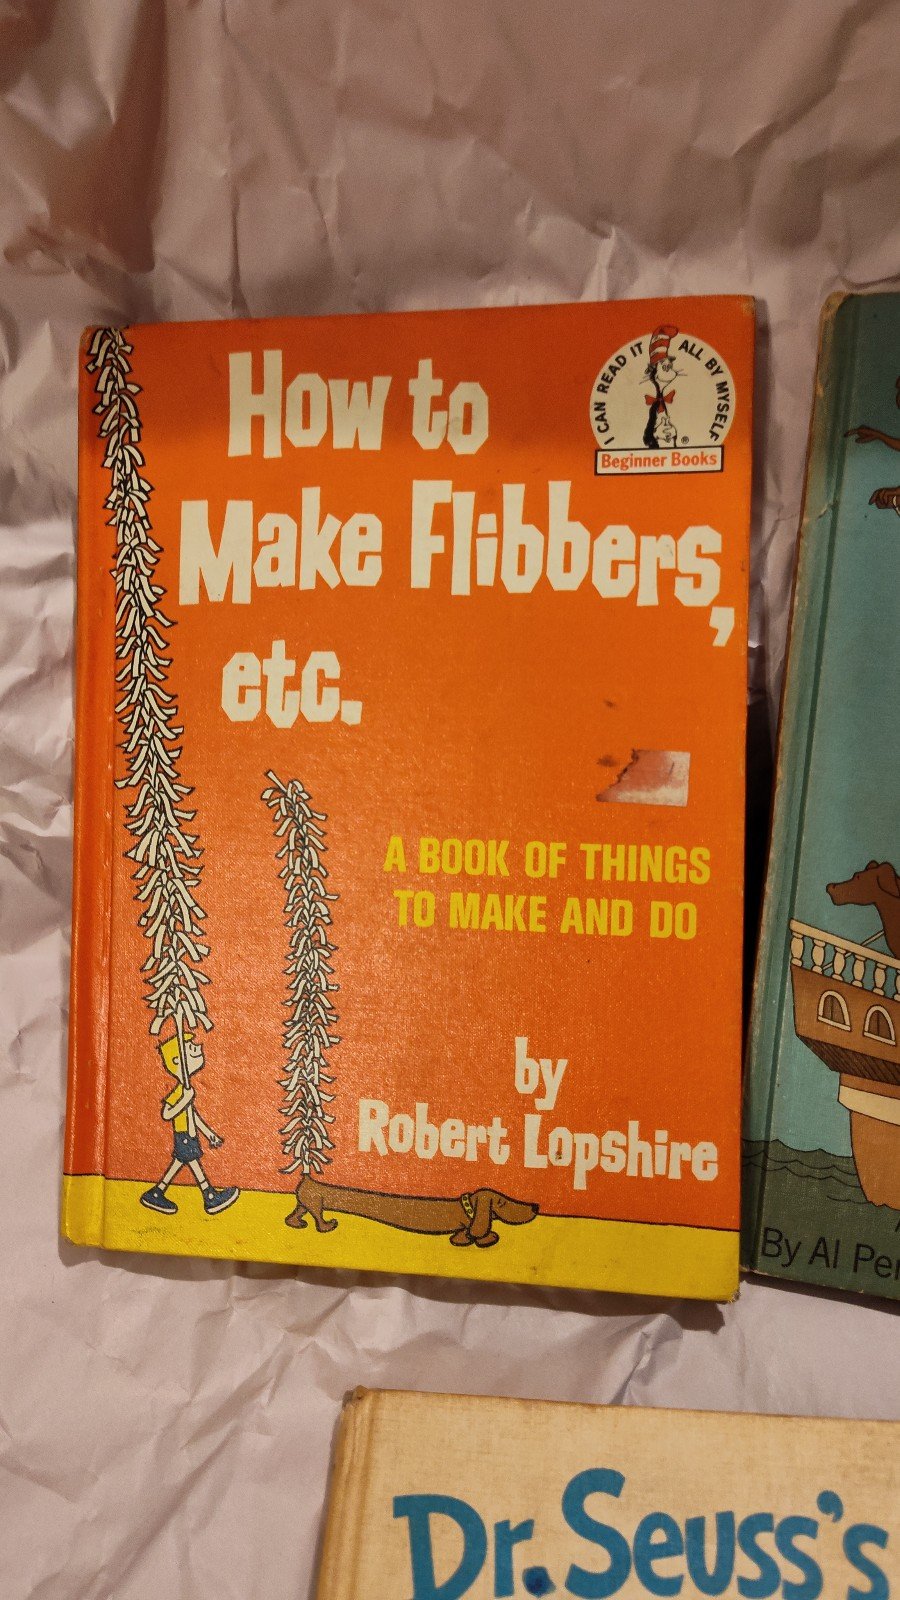 How to
Make Flibbers,
etc.
I CAN READ IT ALL BY MYSELF
Beginner Books
A BOOK OF THINGS
TO MAKE AND DO
by
Robert Lopshire
By Al
Dr. Seuss's